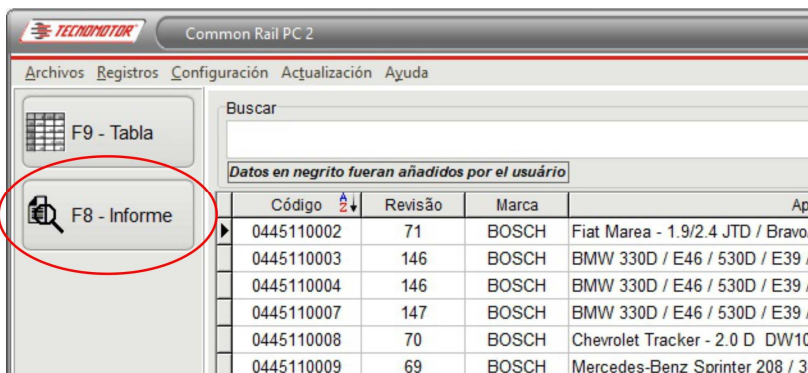 TECNOMOTOR
Common Rail PC 2
Archivos Registros Configuración Actualización Ayuda
F9 - Tabla
F8 - Informe
Buscar
Datos en negrito fueran añadidos por el usuário
Código Revisão Marca Ap
0445110002 71 BOSCH Fiat Marea - 1.9/2.4 JTD / Bravo
0445110003 146 BOSCH BMW 330D / E46 / 530D / E39 /
0445110004 146 BOSCH BMW 330D / E46 / 530D / E39 /
0445110007 147 BOSCH BMW 330D / E46 / 530D / E39 /
0445110008 70 BOSCH Chevrolet Tracker - 2.0 D DW10
0445110009 69 BOSCH Mercedes-Benz Sprinter 208 / 3